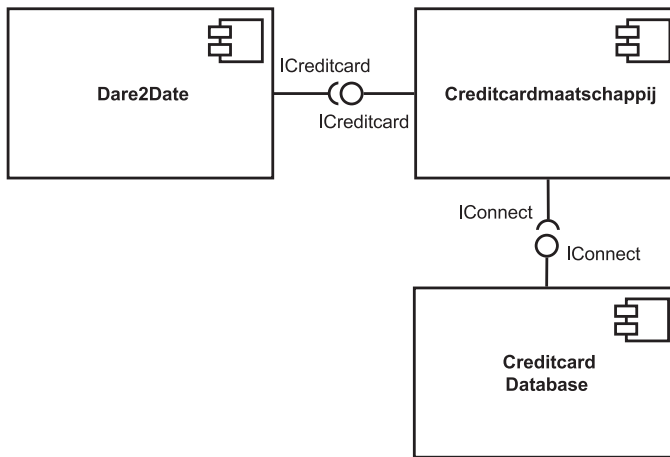 ICreditcard
Dare2Date
Creditcardmaatschappij
ICreditcard
IConnect
IConnect
Creditcard
Database